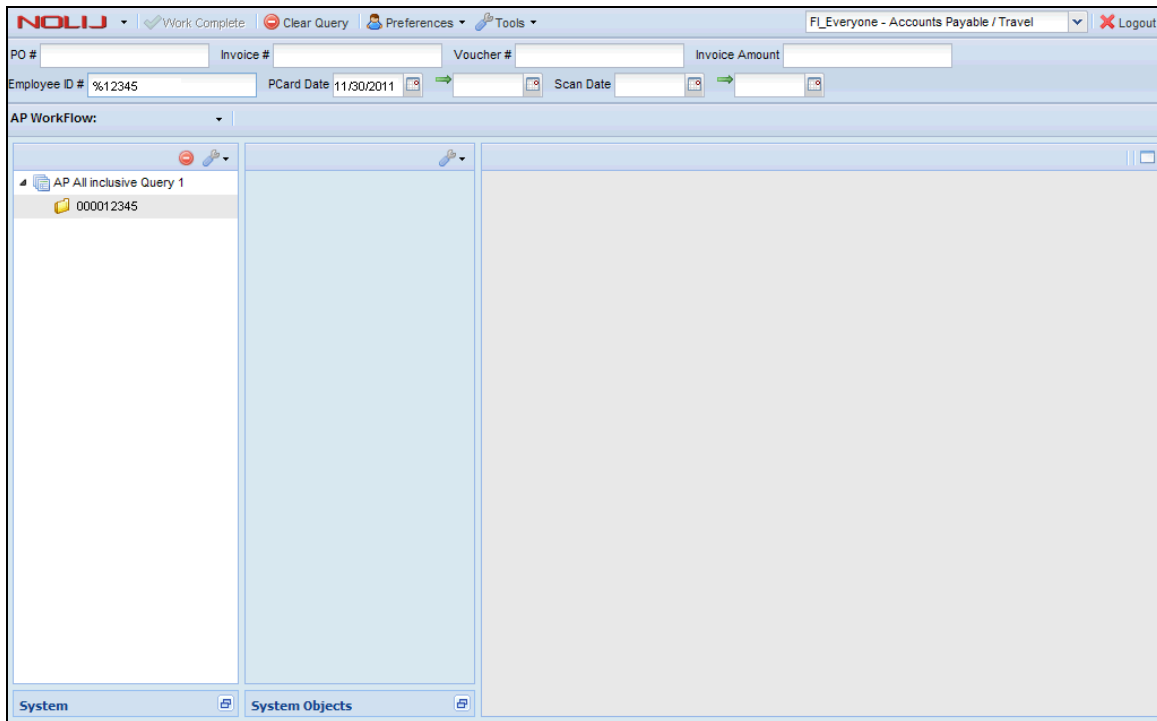 NOLIJ Work Complete Clear Query Preferences Tools FI_Everyone - Accounts Payable / Travel Logout
PO # Invoice # Voucher # Invoice Amount
Employee ID # %12345 PCard Date 11/30/2011 Scan Date
AP WorkFlow:
AP All inclusive Query 1
000012345
System System Objects